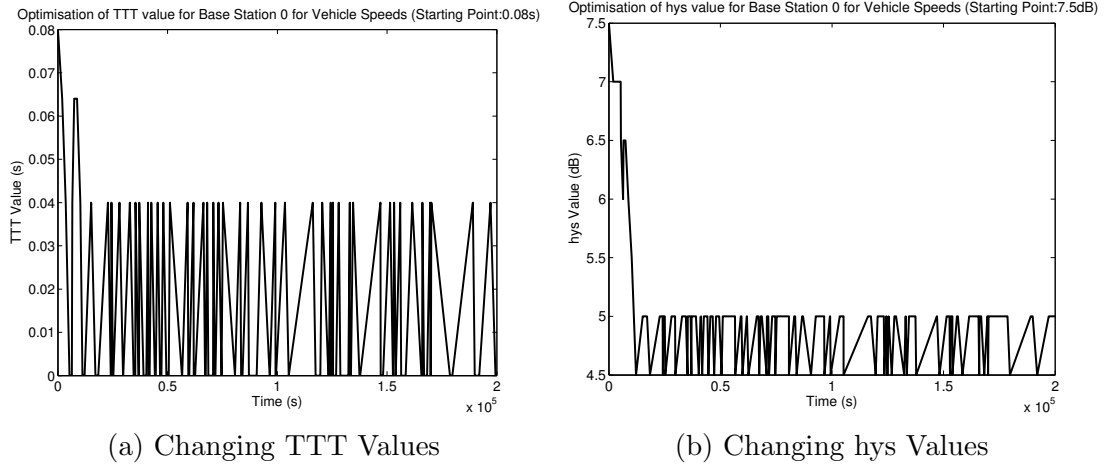 Optimisation of TTT value for Base Station 0 for Vehicle Speeds (Starting Point:0.08s)
0.08
0.07
0.06
0.05
0.04
0.03
0.02
0.01
0
TTT Value (s)
0
0.5
1
1.5
2
x 10^5
Time (s)
(a) Changing TTT Values
Optimisation of hys value for Base Station 0 for Vehicle Speeds (Starting Point:7.5dB)
7.5
7
6.5
6
5.5
5
4.5
hys Value (dB)
0
0.5
1
1.5
2
x 10^5
Time (s)
(b) Changing hys Values